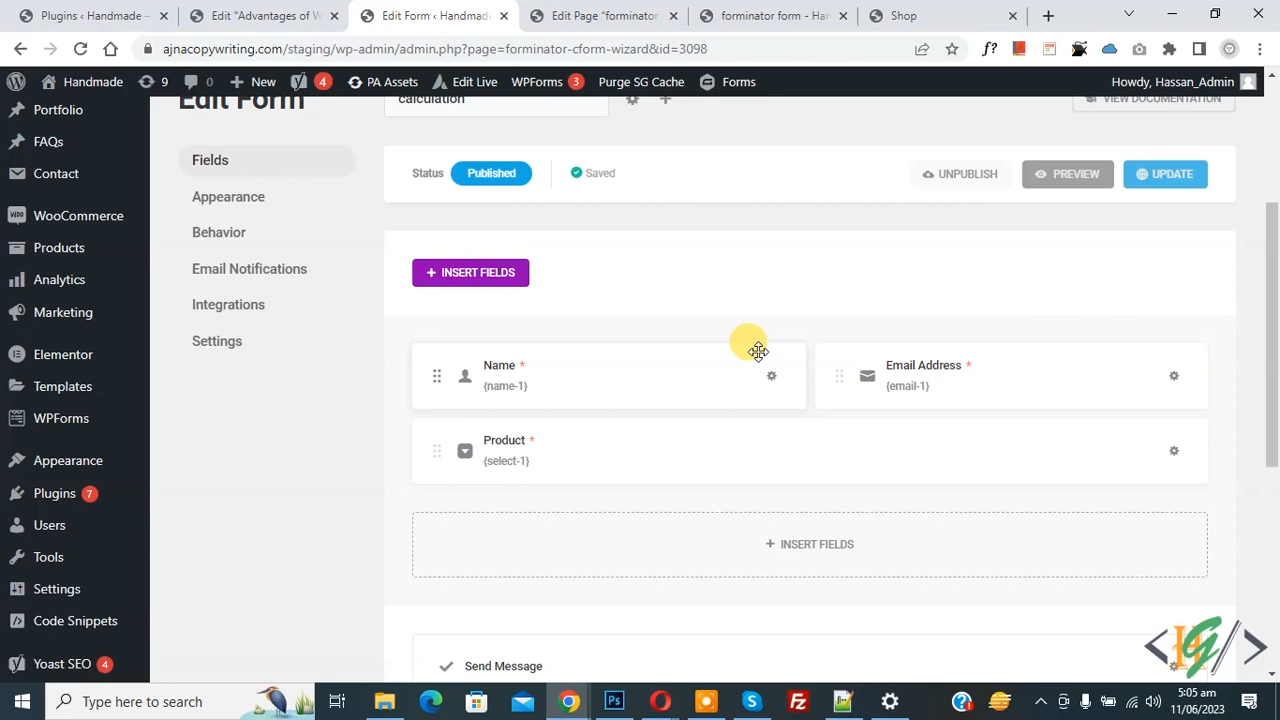 Plugins ‹ Handmade —
Edit "Advantages of W
Edit Form ‹ Handmade
Edit Page "forminator
forminator form - Har
Shop
ajnacopywriting.com/staging/wp-admin/admin.php?page=forminator-cform-wizard&id=3098
f?
Handmade
9
0
New
4
PA Assets
Edit Live
WPForms 3
Purge SG Cache
Forms
Howdy, Hassan_Admin
Portfolio
FAQs
Contact
WooCommerce
Products
Analytics
Marketing
Elementor
Templates
WPForms
Appearance
Plugins 7
Users
Tools
Settings
Code Snippets
Yoast SEO 4
Edit Form
calculation
VIEW DOCUMENTATION
Fields
Appearance
Behavior
Email Notifications
Integrations
Settings
Status Published
Saved
UNPUBLISH
PREVIEW
UPDATE
+ INSERT FIELDS
Name *
{name-1}
Email Address *
{email-1}
Product *
{select-1}
+ INSERT FIELDS
Send Message
HG
Type here to search
Ps
Fz
5:05 am
11/06/2023